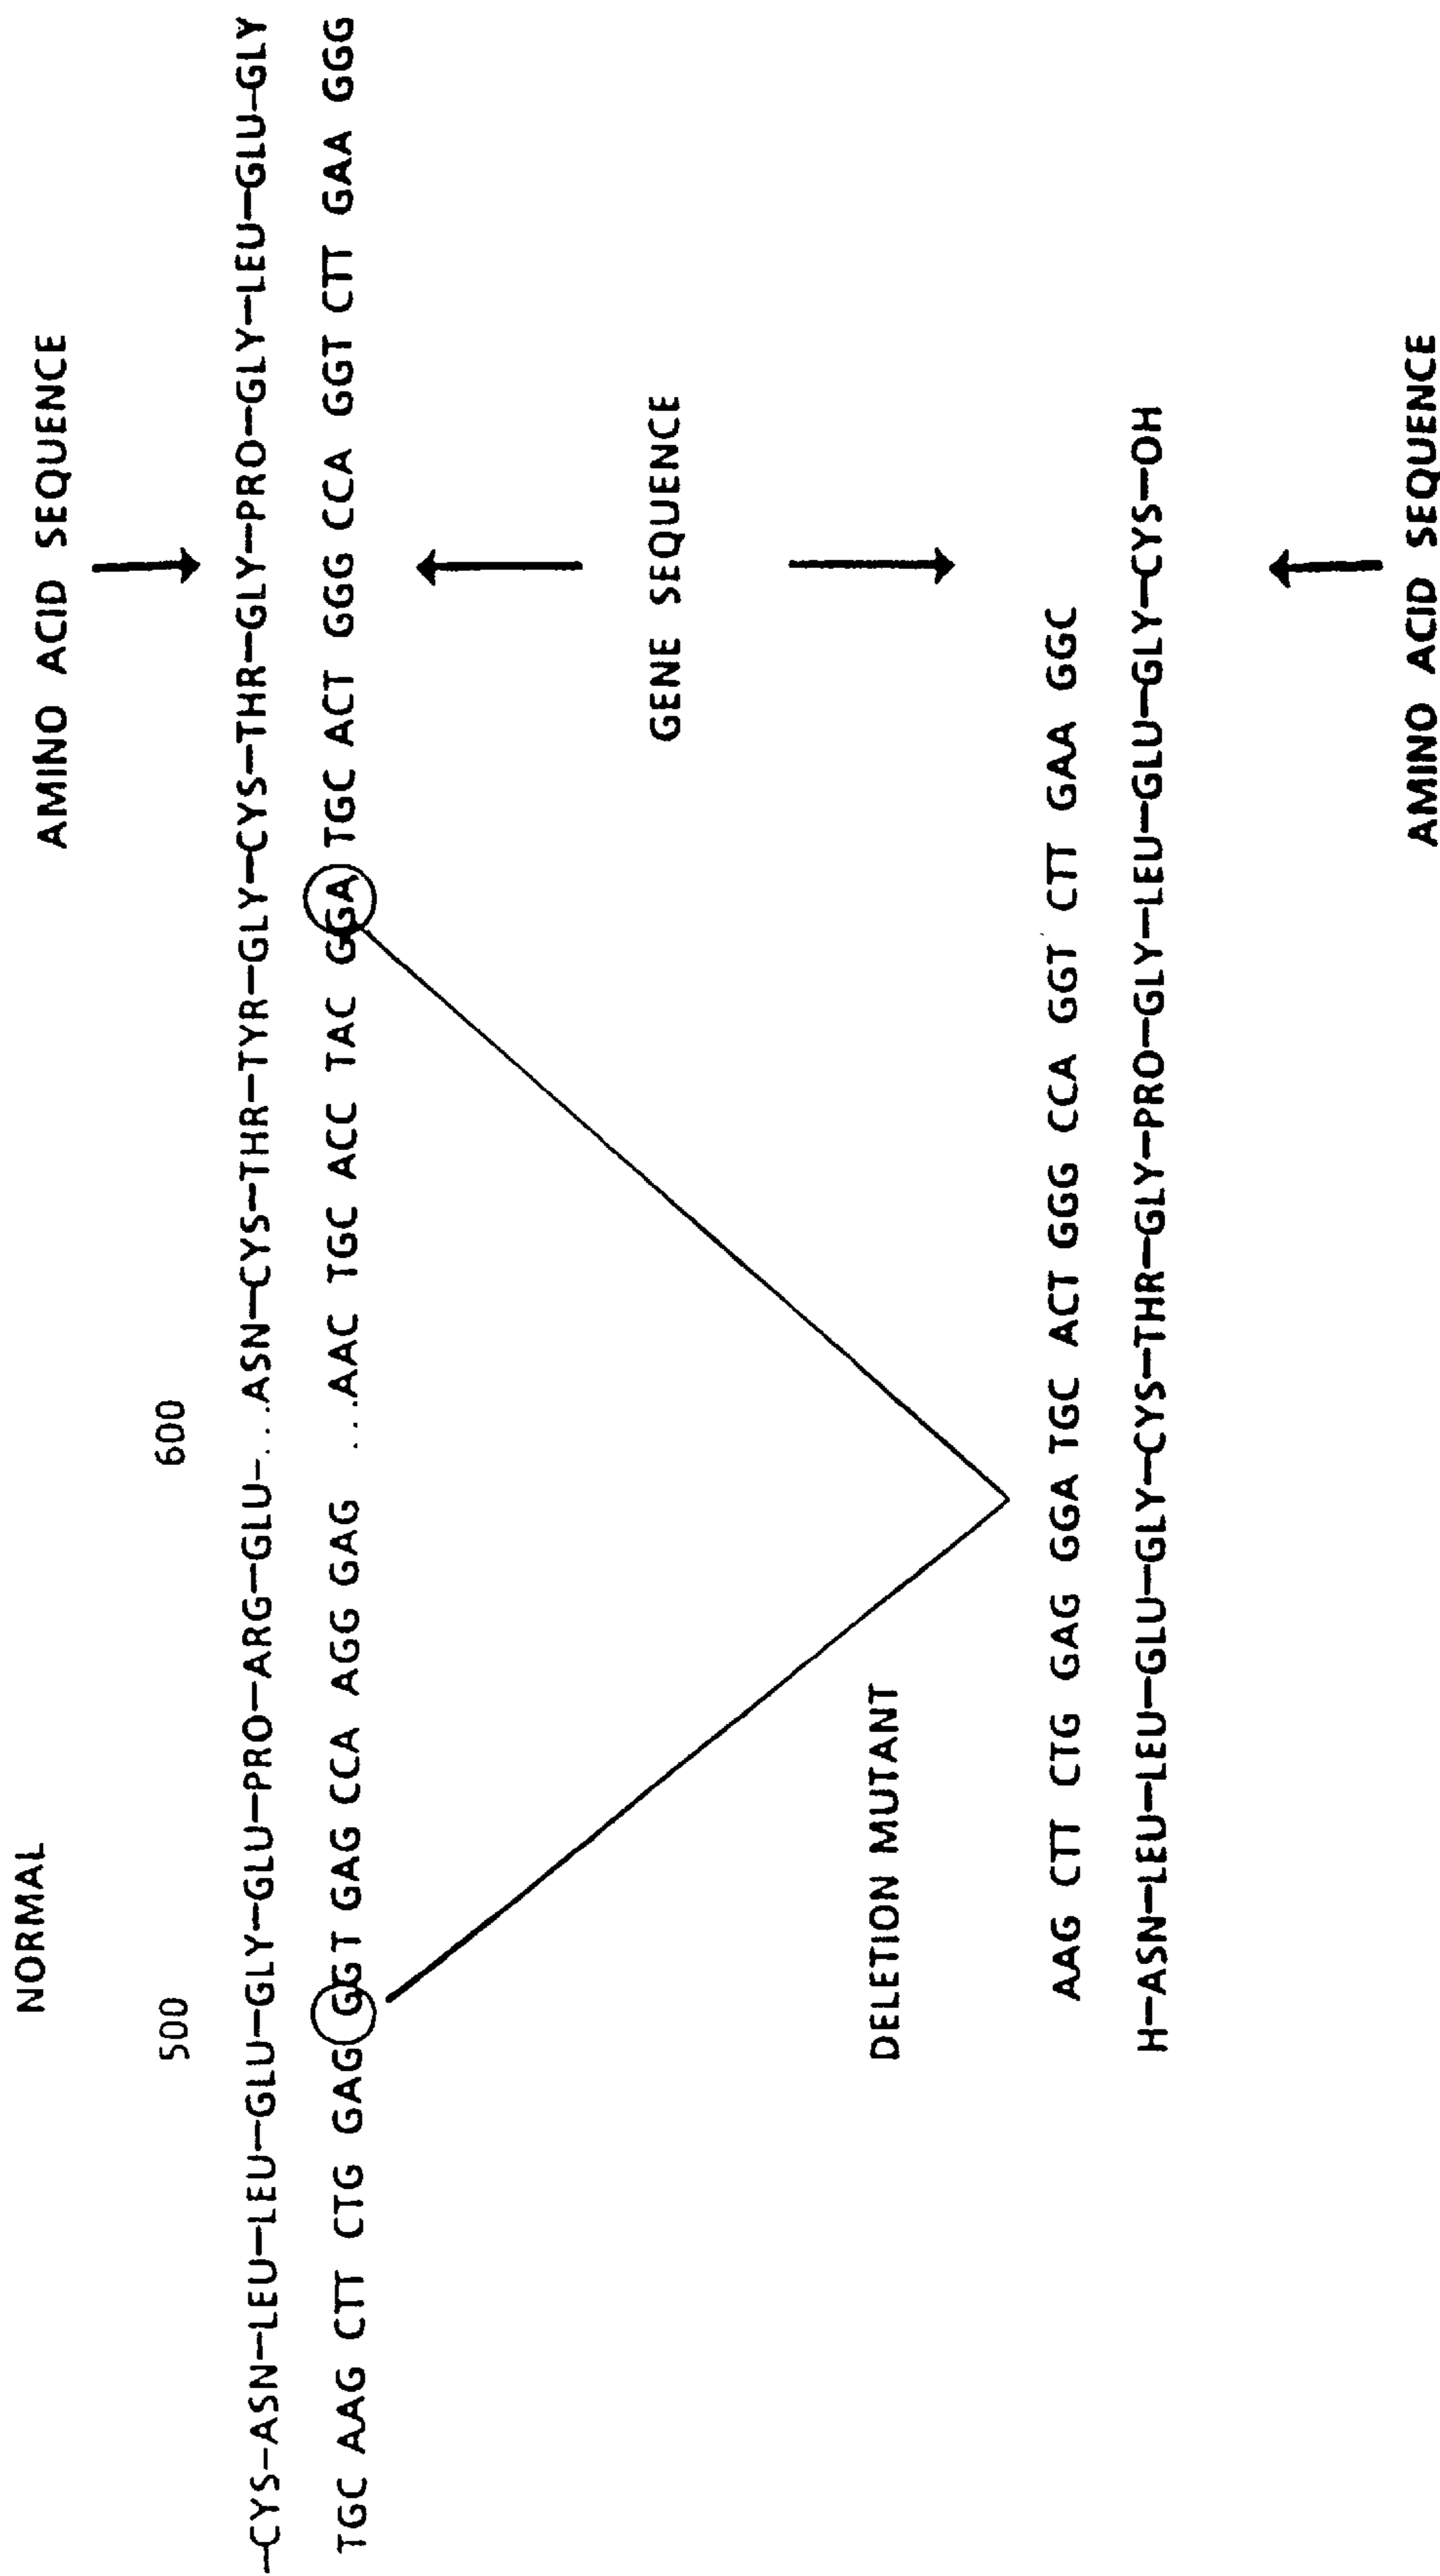 NORMAL
AMINO ACID SEQUENCE
500
600
—CYS—ASN—LEU—LEU—GLU—GLY—GLU—PRO—ARG—GLU—....ASN—CYS—THR—TYR—GLY—CYS—THR—GLY—PRO—GLY—LEU—GLU—GLY
TGC AAG CTT CTG GAG GGT GAG CCA AGG GAG ....AAC TGC ACC TAC GGA TGC ACT GGG CCA GGT CTT GAA GGG
GENE SEQUENCE
DELETION MUTANT
AAG CTT CTG GAG GGA TGC ACT GGG CCA GGT CTT GAA GGC
H—ASN—LEU—LEU—GLU—GLY—CYS—THR—GLY—PRO—GLY—LEU—GLU—GLY—CYS—OH
AMINO ACID SEQUENCE